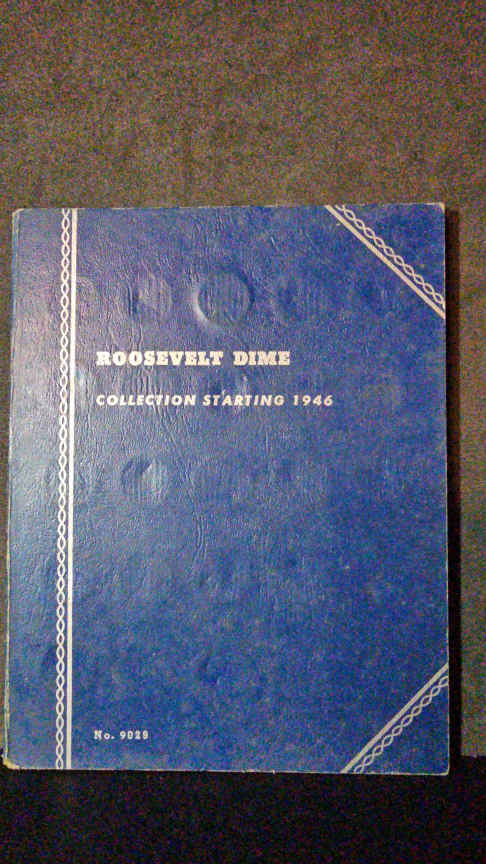 ROOSEVELT DIME
COLLECTION STARTING 1946
No. 9029